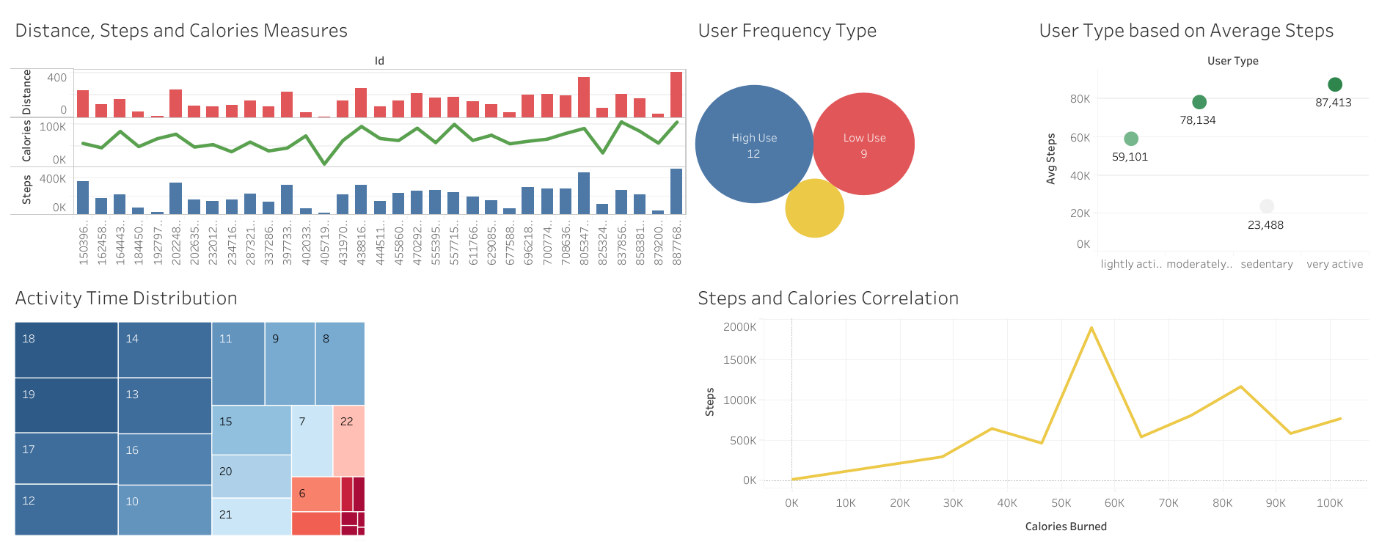 Distance, Steps and Calories Measures
Id
Distance
400
0
Calories
100K
0K
Steps
400K
200K
0K
150396..
162458..
164443..
184450..
192797..
202248..
202635..
232012..
234716..
287321..
337286..
397733..
402033..
405719..
431970..
438816..
444511..
455860..
470292..
555395..
557715..
611766..
629085..
677588..
696218..
700774..
708636..
805347..
825324..
837856..
858381..
879200..
887768..
User Frequency Type
High Use
12
Low Use
9
User Type based on Average Steps
User Type
Avg Steps
80K
60K
40K
20K
0K
59,101
78,134
23,488
87,413
lightly acti..
moderately..
sedentary
very active
Activity Time Distribution
18
19
17
12
14
13
16
10
11
9
8
15
20
21
7
22
6
Steps and Calories Correlation
Steps
2000K
1500K
1000K
500K
0K
0K
10K
20K
30K
40K
50K
60K
70K
80K
90K
100K
Calories Burned